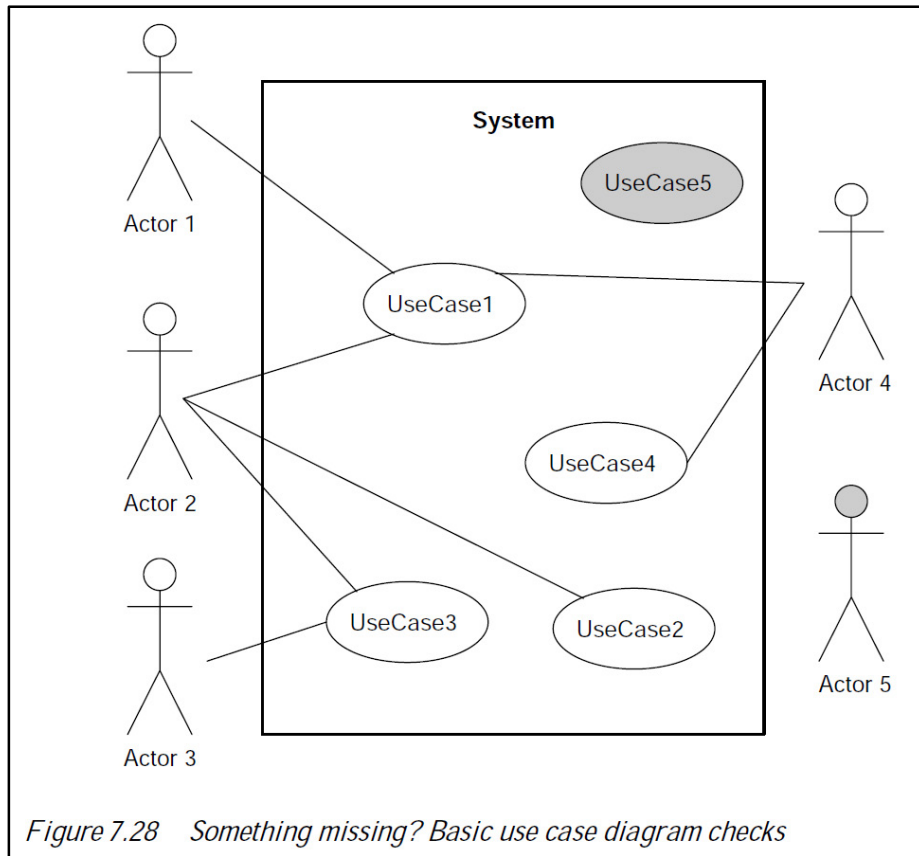 System
UseCase5
Actor 1
UseCase1
Actor 4
UseCase4
Actor 2
UseCase3
UseCase2
Actor 5
Actor 3
Figure 7.28 Something missing? Basic use case diagram checks